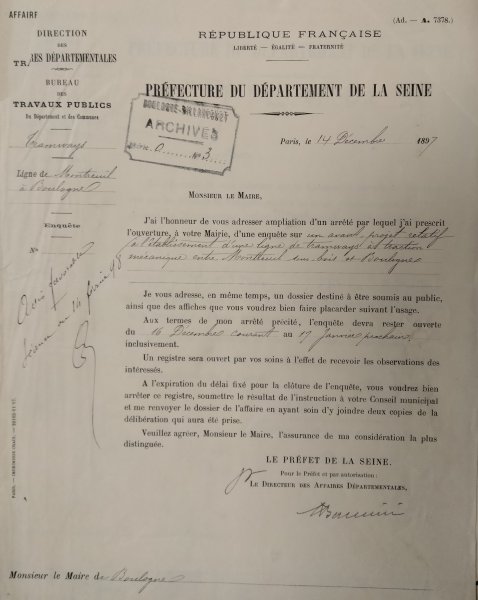 AFFAIRES
(Ad. — A. 7378.)
DIRECTION
DES
AFFAIRES DÉPARTEMENTALES
BUREAU
DES
TRAVAUX PUBLICS
Du Département et des Communes
Tramways
Ligne de Montreuil
à Boulogne
Enquête
No
Avis favorable
14 février 98
RÉPUBLIQUE FRANÇAISE
LIBERTÉ — ÉGALITÉ — FRATERNITÉ
PRÉFECTURE DU DÉPARTEMENT DE LA SEINE
BOULOGNE-BILLANCOURT
ARCHIVES
SÉRIE O No 3
Paris, le 14 Décembre 1897
MONSIEUR LE MAIRE,
J'ai l'honneur de vous adresser ampliation d'un arrêté par lequel j'ai prescrit
l'ouverture, à votre Mairie, d'une enquête sur un avant projet relatif
à l'établissement d'une ligne de tramways à traction
mécanique entre Montreuil sous bois et Boulogne
Je vous adresse, en même temps, un dossier destiné à être soumis au public,
ainsi que des affiches que vous voudrez bien faire placarder suivant l'usage.
Aux termes de mon arrêté précité, l'enquête devra rester ouverte
du 16 Décembre courant au 17 Janvier prochain,
inclusivement.
Un registre sera ouvert par vos soins à l'effet de recevoir les observations des
intéressés.
A l'expiration du délai fixé pour la clôture de l'enquête, vous voudrez bien
arrêter ce registre, soumettre le résultat de l'instruction à votre Conseil municipal
et me renvoyer le dossier de l'affaire en ayant soin d'y joindre deux copies de la
délibération qui aura été prise.
Veuillez agréer, Monsieur le Maire, l'assurance de ma considération la plus
distinguée.
LE PRÉFET DE LA SEINE.
Pour le Préfet et par autorisation :
LE DIRECTEUR DES AFFAIRES DÉPARTEMENTALES,
PARIS. — IMPRIMERIE CHAIX.
Monsieur le Maire de Boulogne